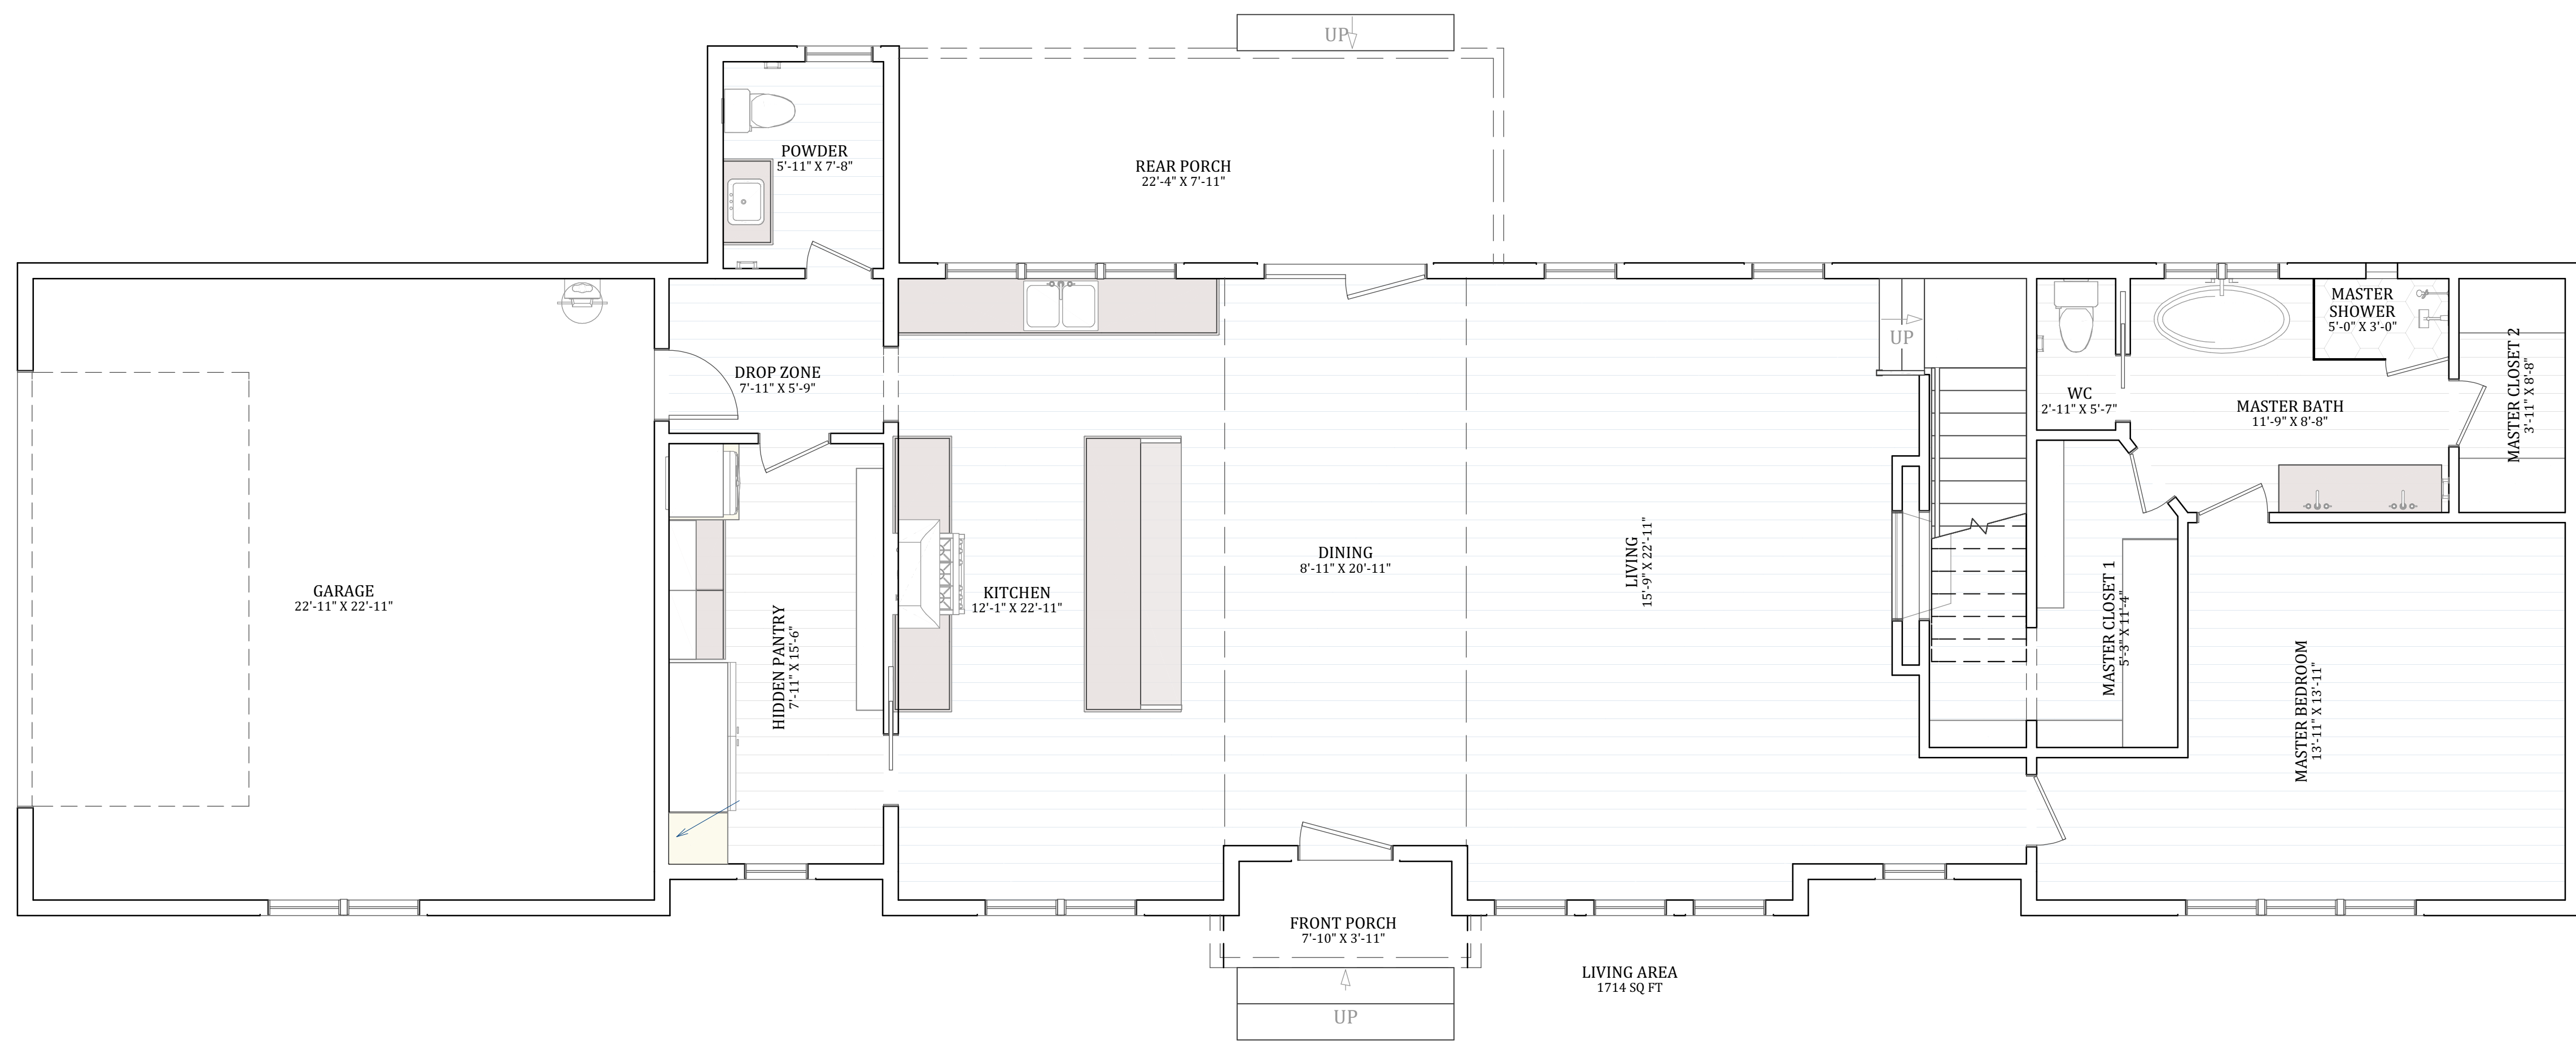 UP
POWDER
5'-11" X 7'-8"
REAR PORCH
22'-4" X 7'-11"
MASTER
SHOWER
5'-0" X 3'-0"
UP
DROP ZONE
7'-11" X 5'-9"
WC
2'-11" X 5'-7"
MASTER BATH
11'-9" X 8'-8"
MASTER CLOSET 2
3'-11" X 8'-8"
GARAGE
22'-11" X 22'-11"
HIDDEN PANTRY
7'-11" X 15'-6"
KITCHEN
12'-1" X 22'-11"
DINING
8'-11" X 20'-11"
LIVING
15'-9" X 22'-11"
MASTER CLOSET 1
5'-3" X 11'-4"
MASTER BEDROOM
13'-11" X 13'-11"
FRONT PORCH
7'-10" X 3'-11"
LIVING AREA
1714 SQ FT
UP